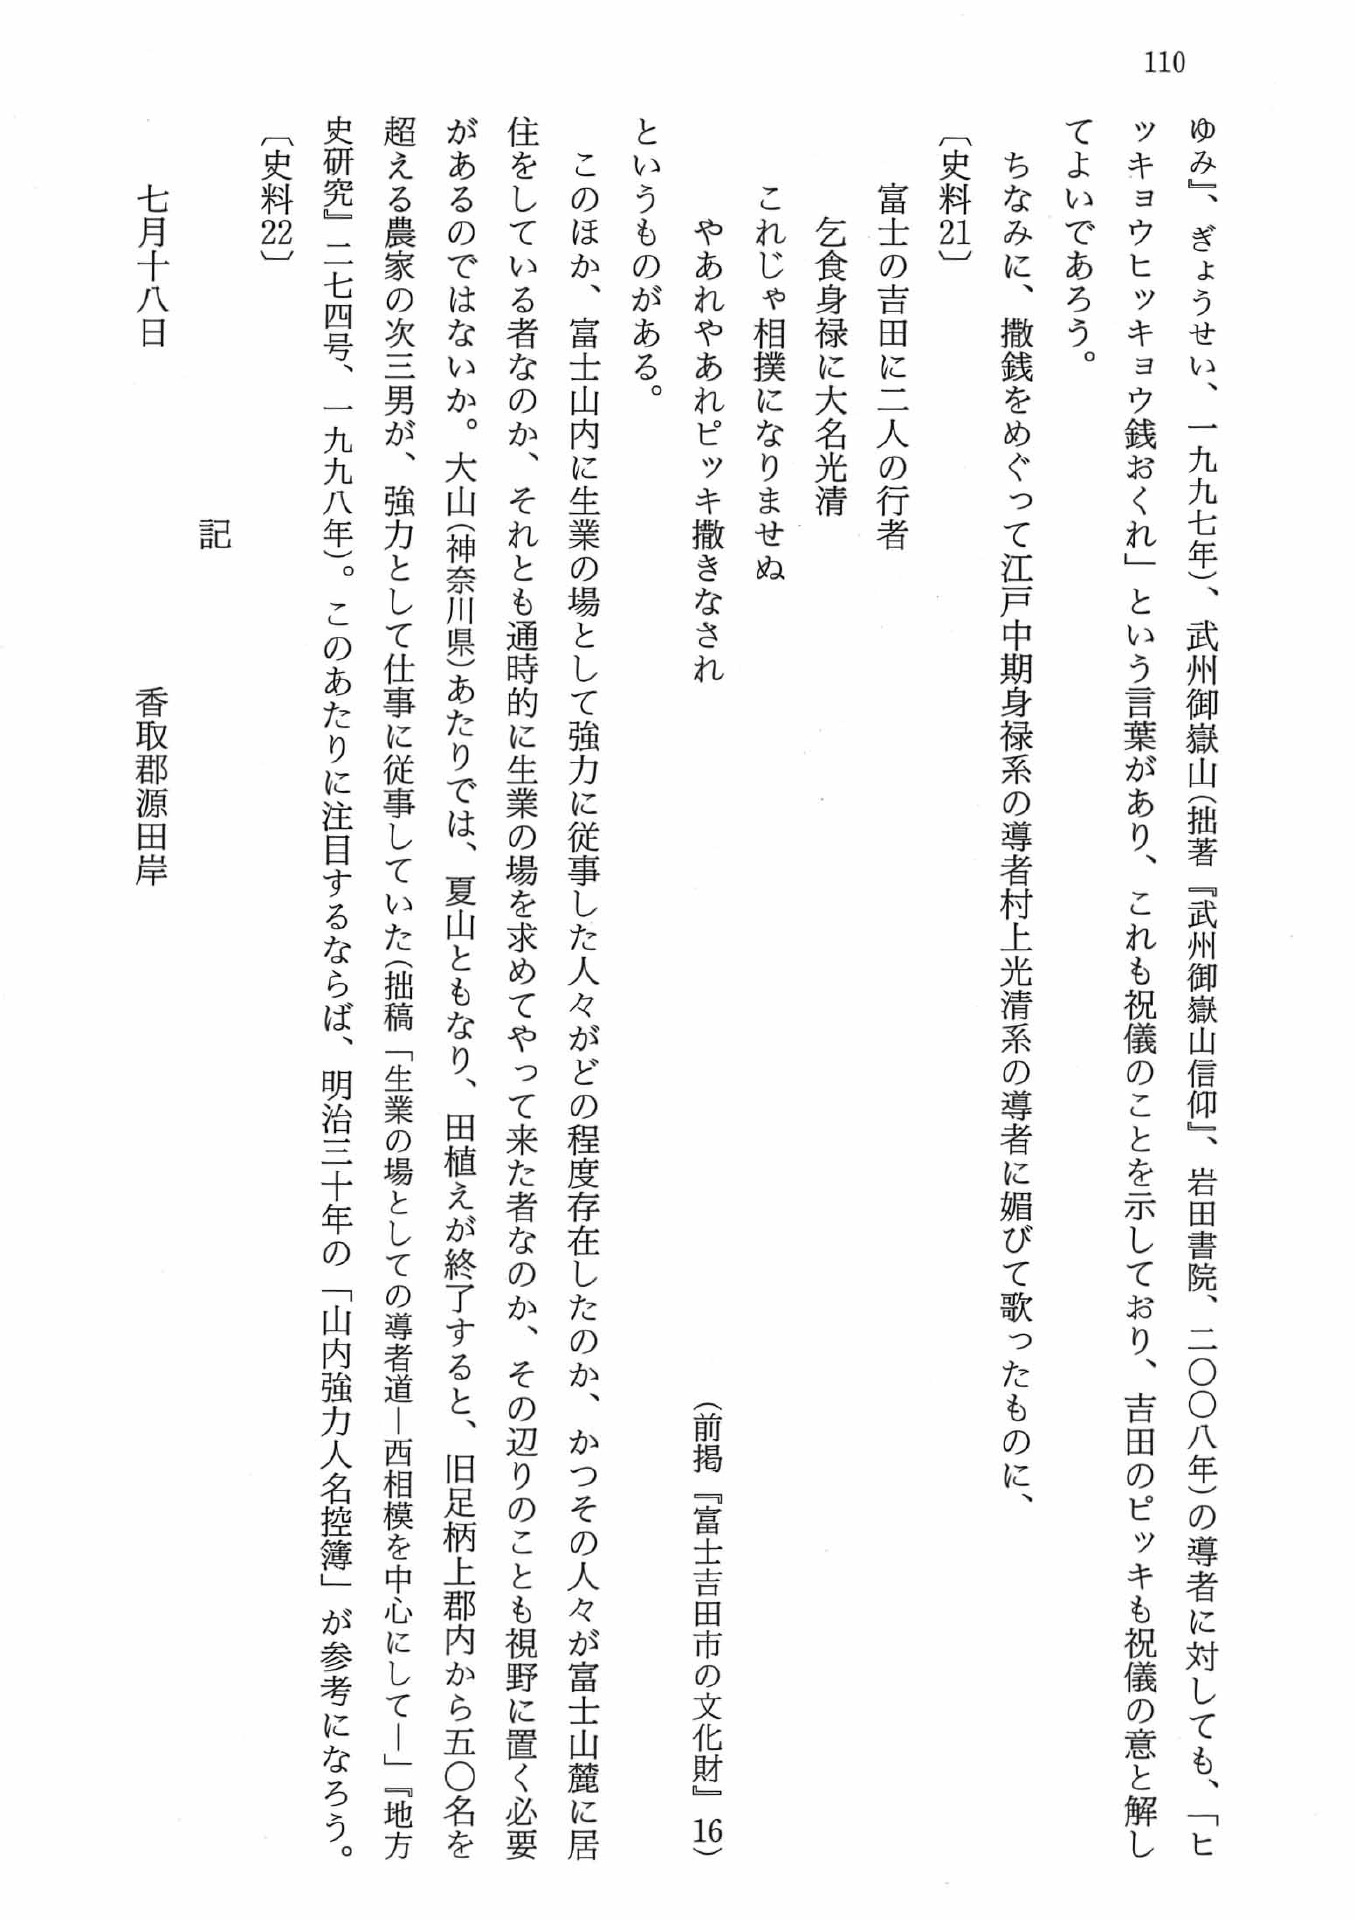 110
ゆみ』、ぎょうせい、一九九七年）、武州御嶽山（拙著『武州御嶽山信仰』、岩田書院、二〇〇八年）の導者に対しても、「ヒ
ッキョウヒッキョウ銭おくれ」という言葉があり、これも祝儀のことを示しており、吉田のピッキも祝儀の意と解し
てよいであろう。
ちなみに、撒銭をめぐって江戸中期身禄系の導者村上光清系の導者に媚びて歌ったものに、
〔史料21〕
富士の吉田に二人の行者
乞食身禄に大名光清
これじゃ相撲になりませぬ
やあれやあれピッキ撒きなされ
（前掲『富士吉田市の文化財』16）
というものがある。
このほか、富士山内に生業の場として強力に従事した人々がどの程度存在したのか、かつその人々が富士山麓に居
住をしている者なのか、それとも通時的に生業の場を求めてやって来た者なのか、その辺りのことも視野に置く必要
があるのではないか。大山（神奈川県）あたりでは、夏山ともなり、田植えが終了すると、旧足柄上郡内から五〇名を
超える農家の次三男が、強力として仕事に従事していた（拙稿「生業の場としての導者道―西相模を中心にして―」『地方
史研究』二七四号、一九九八年）。このあたりに注目するならば、明治三十年の「山内強力人名控簿」が参考になろう。
〔史料22〕
記
七月十八日　香取郡源田岸